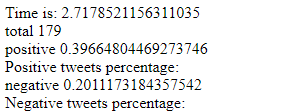 Time is: 2.7178521156311035
total 179
positive 0.39664804469273746
Positive tweets percentage:
negative 0.2011173184357542
Negative tweets percentage: